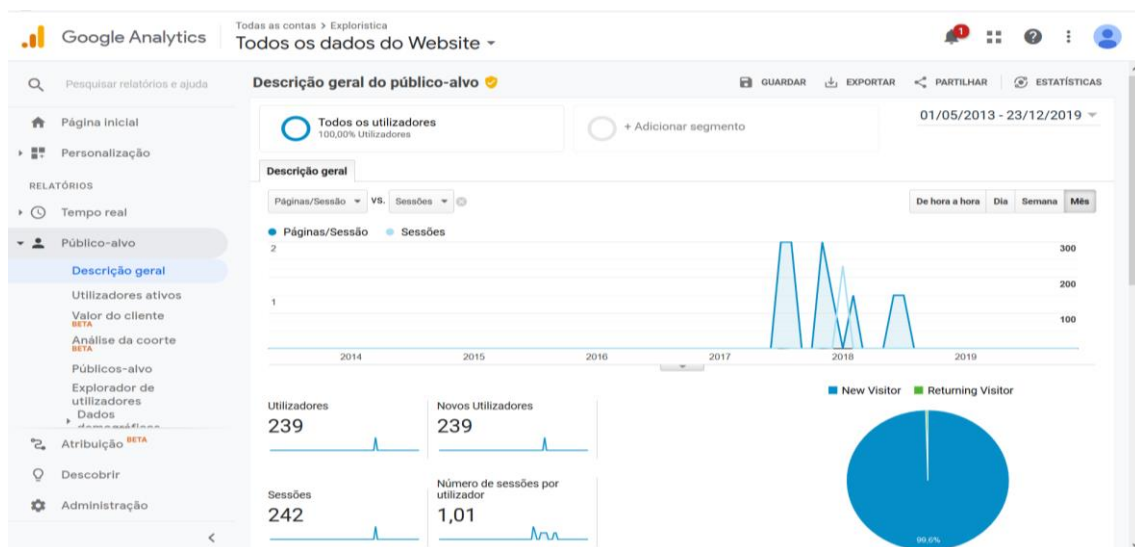 Google Analytics
Todas as contas > Exploristica
Todos os dados do Website
1
Pesquisar relatórios e ajuda
Página inicial
Personalização
RELATÓRIOS
Tempo real
Público-alvo
Descrição geral
Utilizadores ativos
Valor do cliente
BETA
Análise da coorte
BETA
Públicos-alvo
Explorador de
utilizadores
Dados
demográficos
Atribuição BETA
Descobrir
Administração
Descrição geral do público-alvo
GUARDAR
EXPORTAR
PARTILHAR
ESTATÍSTICAS
Todos os utilizadores
100,00% Utilizadores
+ Adicionar segmento
01/05/2013 - 23/12/2019
Descrição geral
Páginas/Sessão VS. Sessões
De hora a hora Dia Semana Mês
Páginas/Sessão Sessões
2
1
300
200
100
2014 2015 2016 2017 2018 2019
Utilizadores
239
Novos Utilizadores
239
Sessões
242
Número de sessões por
utilizador
1,01
New Visitor Returning Visitor
99,6%